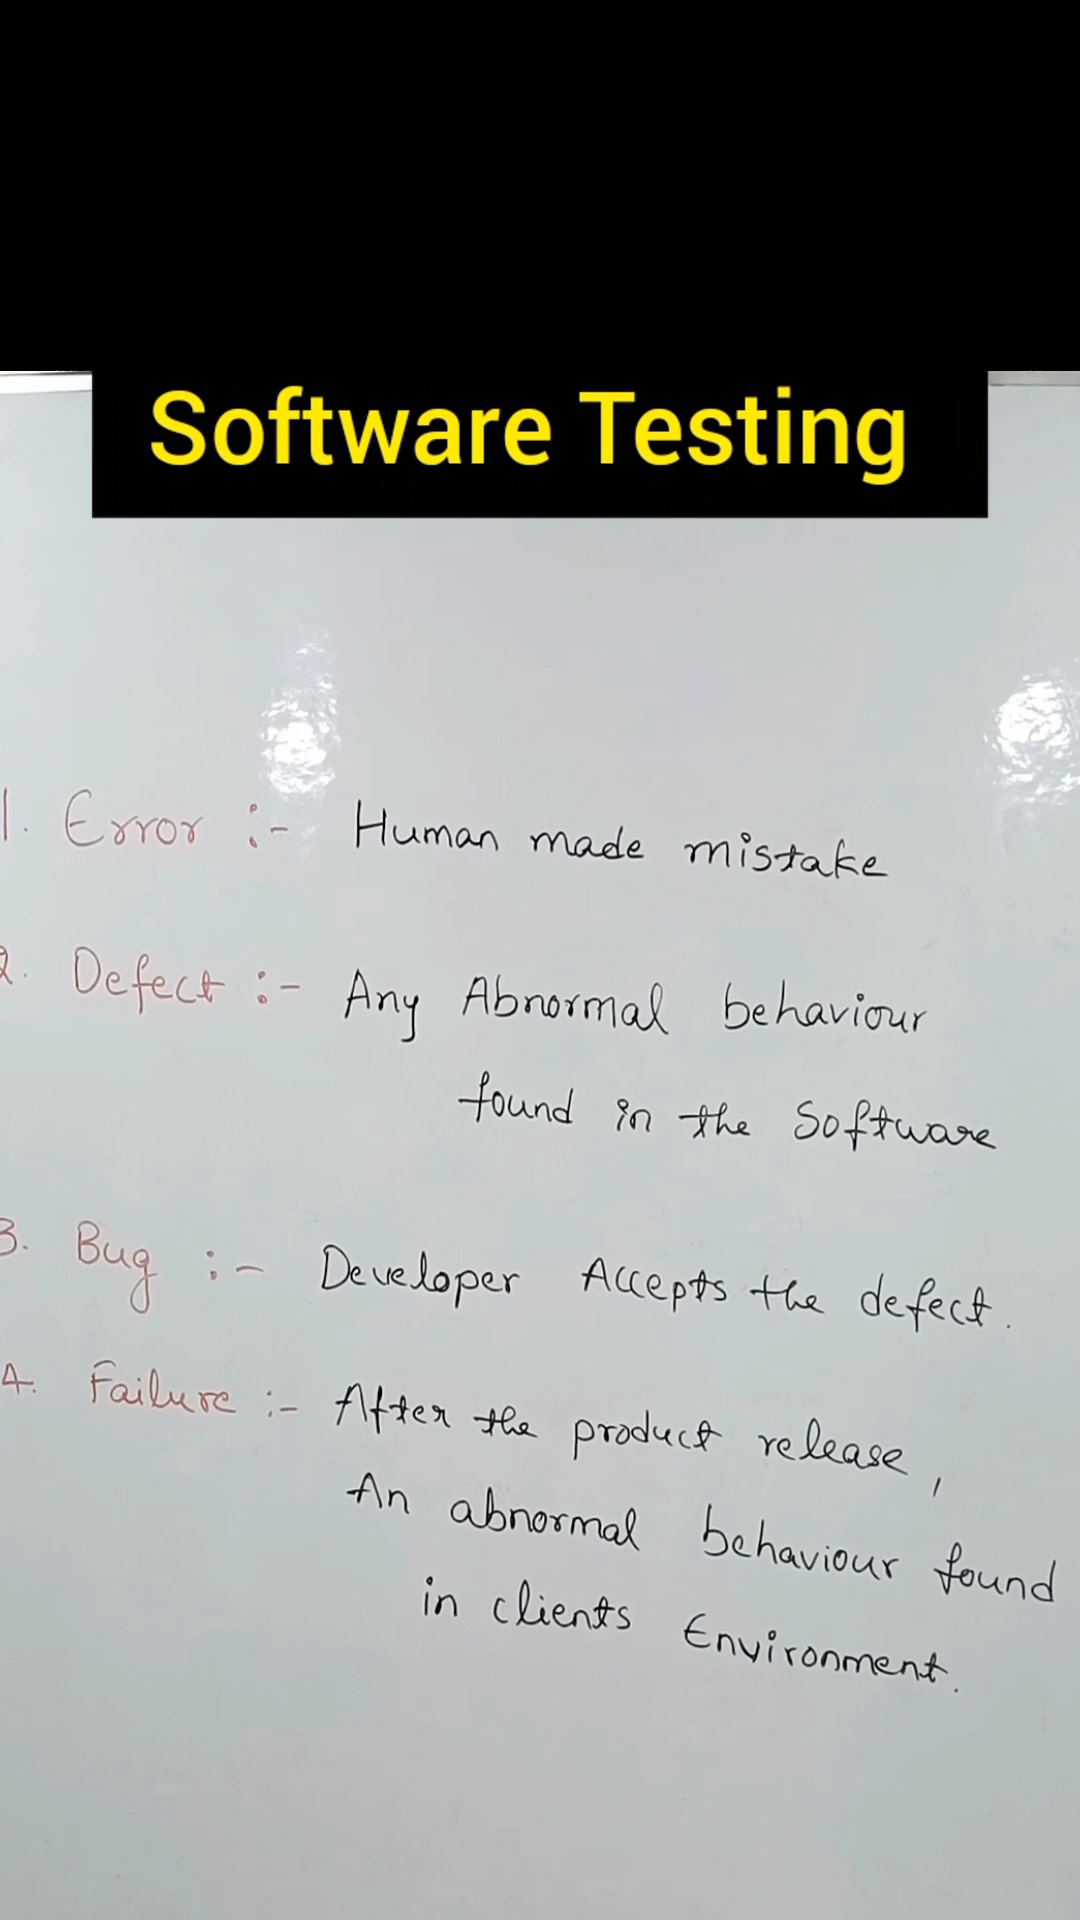 Software Testing
1. Error :- Human made mistake
2. Defect :- Any Abnormal behaviour
found in the Software
3. Bug :- Developer Accepts the defect.
4. Failure :- After the product release,
An abnormal behaviour found
in clients Environment.